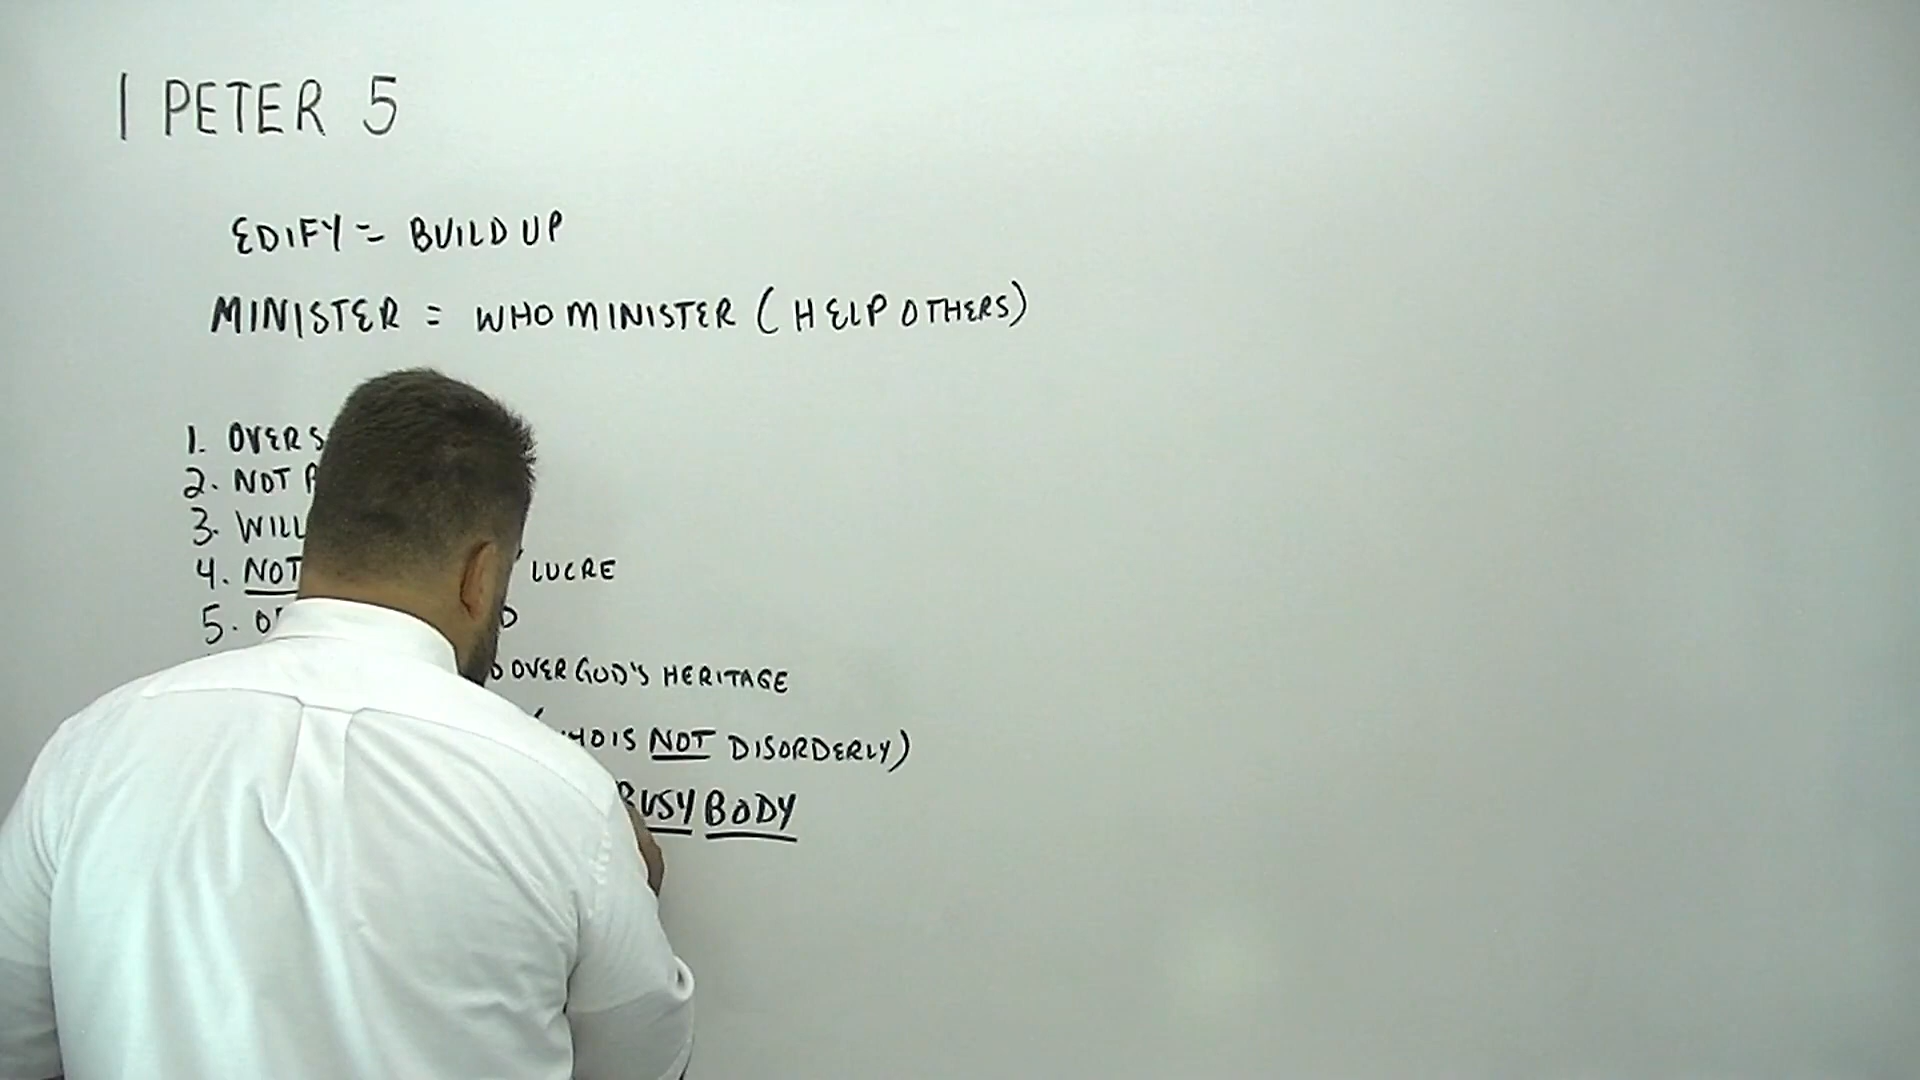 1 PETER 5
EDIFY = BUILD UP
MINISTER = WHO MINISTER (HELP OTHERS)
1. OVERS
2. NOT
3. WILL
4. NOT LUCRE
5. O
OVER GOD'S HERITAGE
IS NOT DISORDERLY)
BUSY BODY